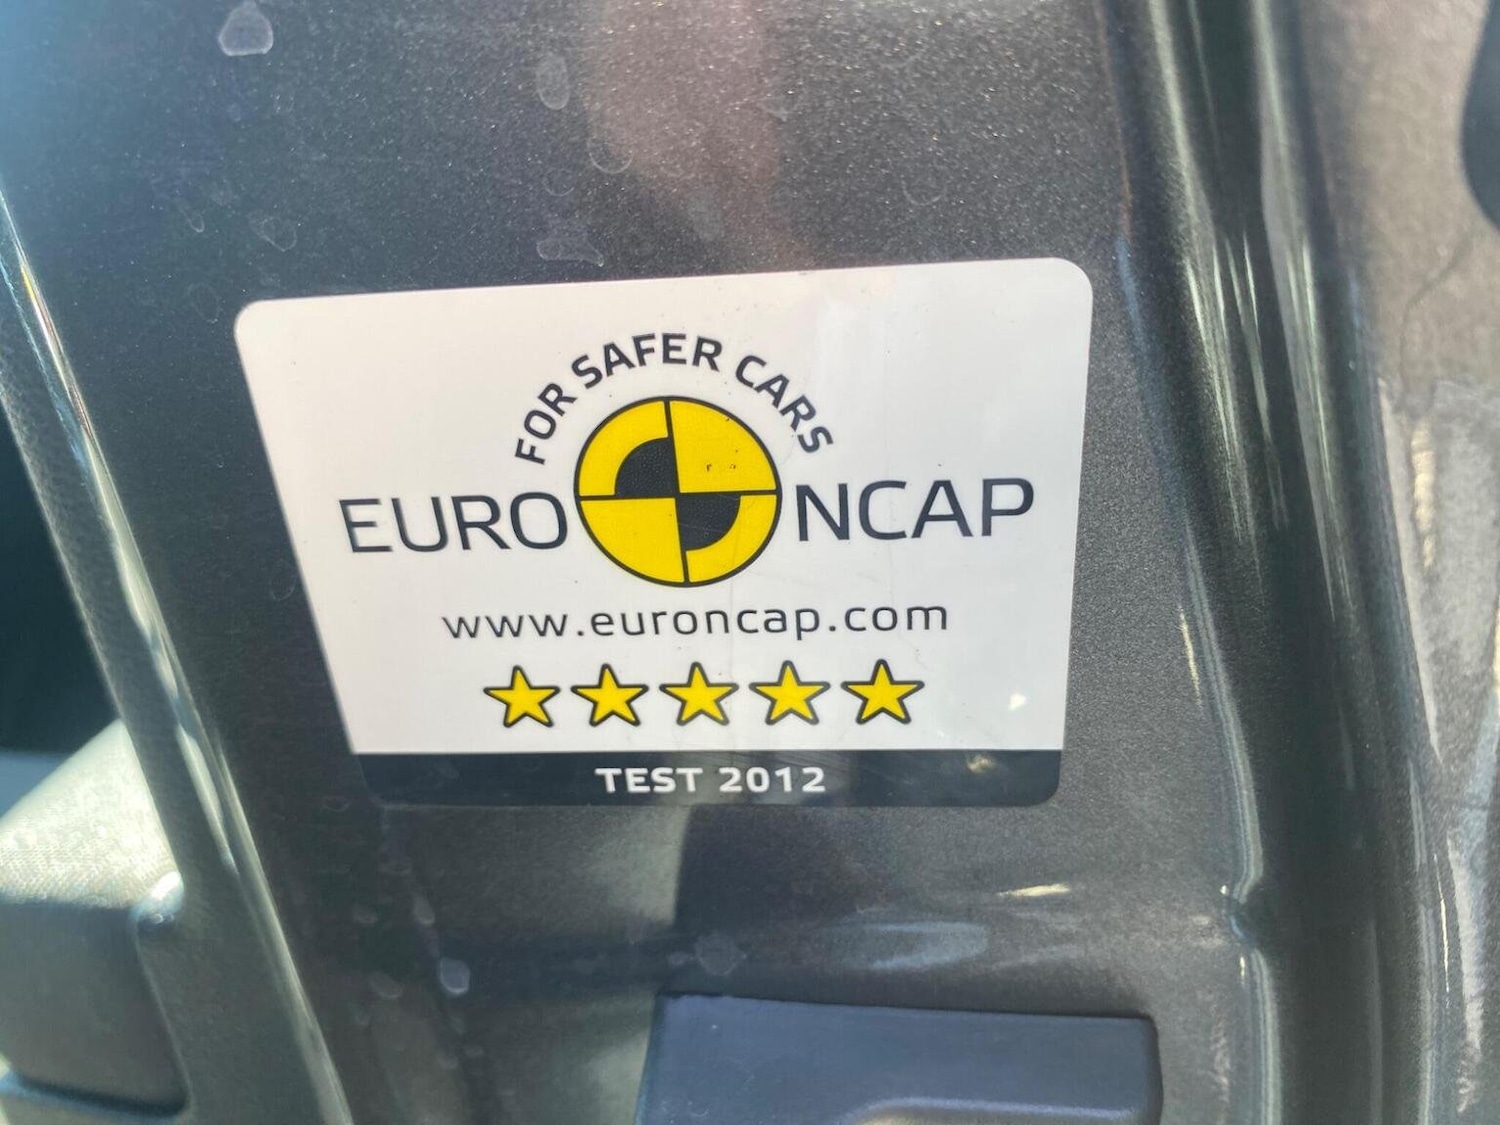 FOR SAFER CARS
EURO NCAP
www.euroncap.com
TEST 2012